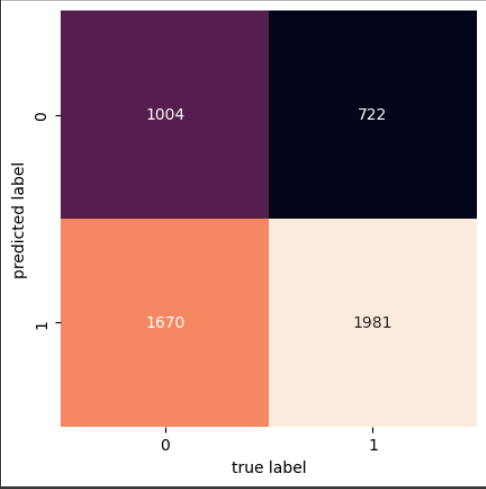 0
1004 722
predicted label
1
1670 1981
0 1
true label